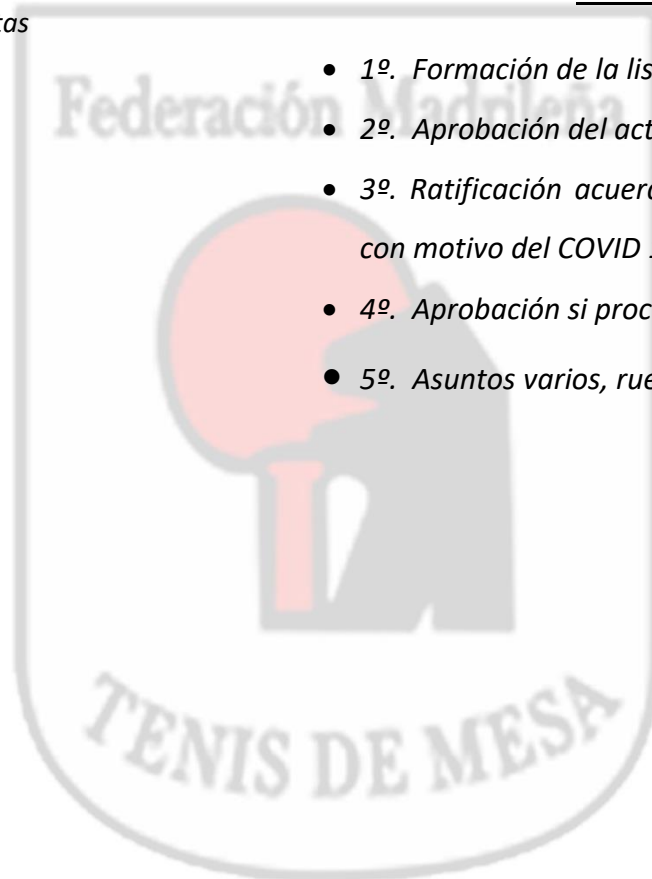 Federación Madrileña
1º. Formación de la lis
2º. Aprobación del act
3º. Ratificación acuer
con motivo del COVID
4º. Aprobación si proc
5º. Asuntos varios, rue
TENIS DE MESA